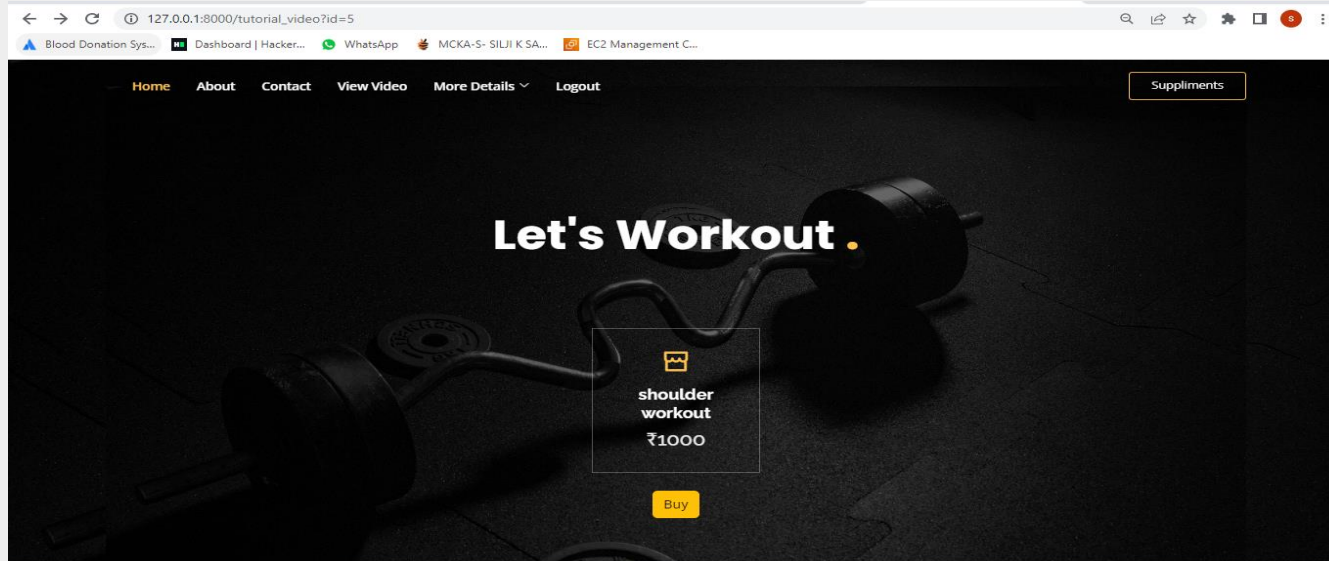 127.0.0.1:8000/tutorial_video?id=5
Blood Donation Sys... Dashboard | Hacker... WhatsApp MCKA-S- SILJI K SA... EC2 Management C...
Home About Contact View Video More Details Logout Suppliments
Let's Workout .
shoulder
workout
₹1000
Buy